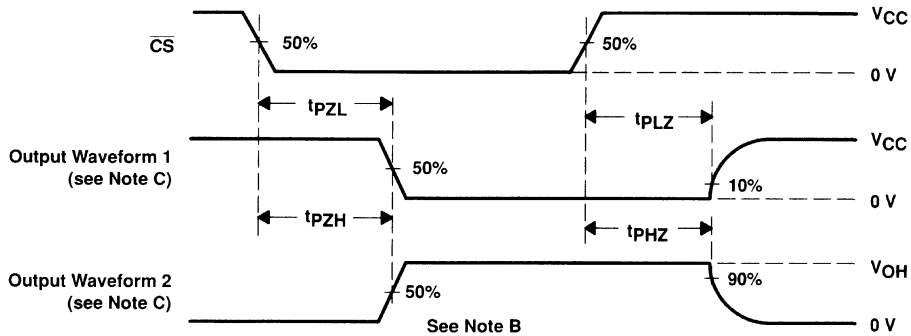 VCC
CS
50%
50%
0 V
tPZL
tPLZ
VCC
Output Waveform 1
(see Note C)
50%
10%
0 V
tPZH
tPHZ
VOH
Output Waveform 2
(see Note C)
50%
90%
See Note B
0 V